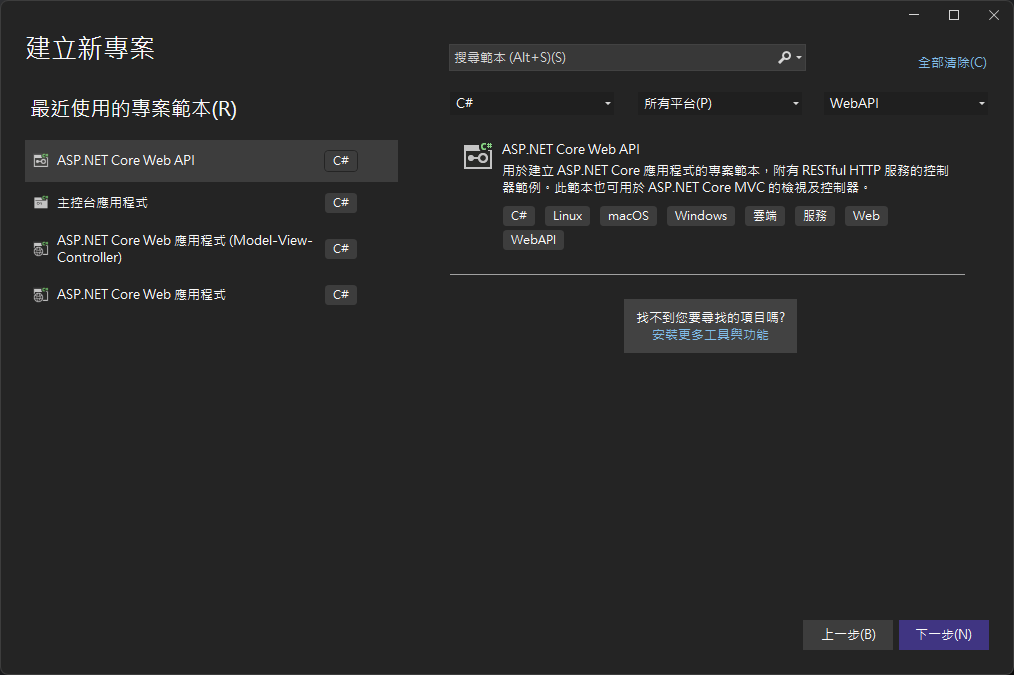 建立新專案
搜尋範本 (Alt+S)(S)
全部清除(C)
最近使用的專案範本(R)
C#
所有平台(P)
WebAPI
ASP.NET Core Web API
C#
主控台應用程式
C#
ASP.NET Core Web 應用程式 (Model-View-
Controller)
C#
ASP.NET Core Web 應用程式
C#
C#
ASP.NET Core Web API
用於建立 ASP.NET Core 應用程式的專案範本，附有 RESTful HTTP 服務的控制
器範例。此範本也可用於 ASP.NET Core MVC 的檢視及控制器。
C# Linux macOS Windows 雲端 服務 Web
WebAPI
找不到您要尋找的項目嗎?
安裝更多工具與功能
上一步(B)
下一步(N)